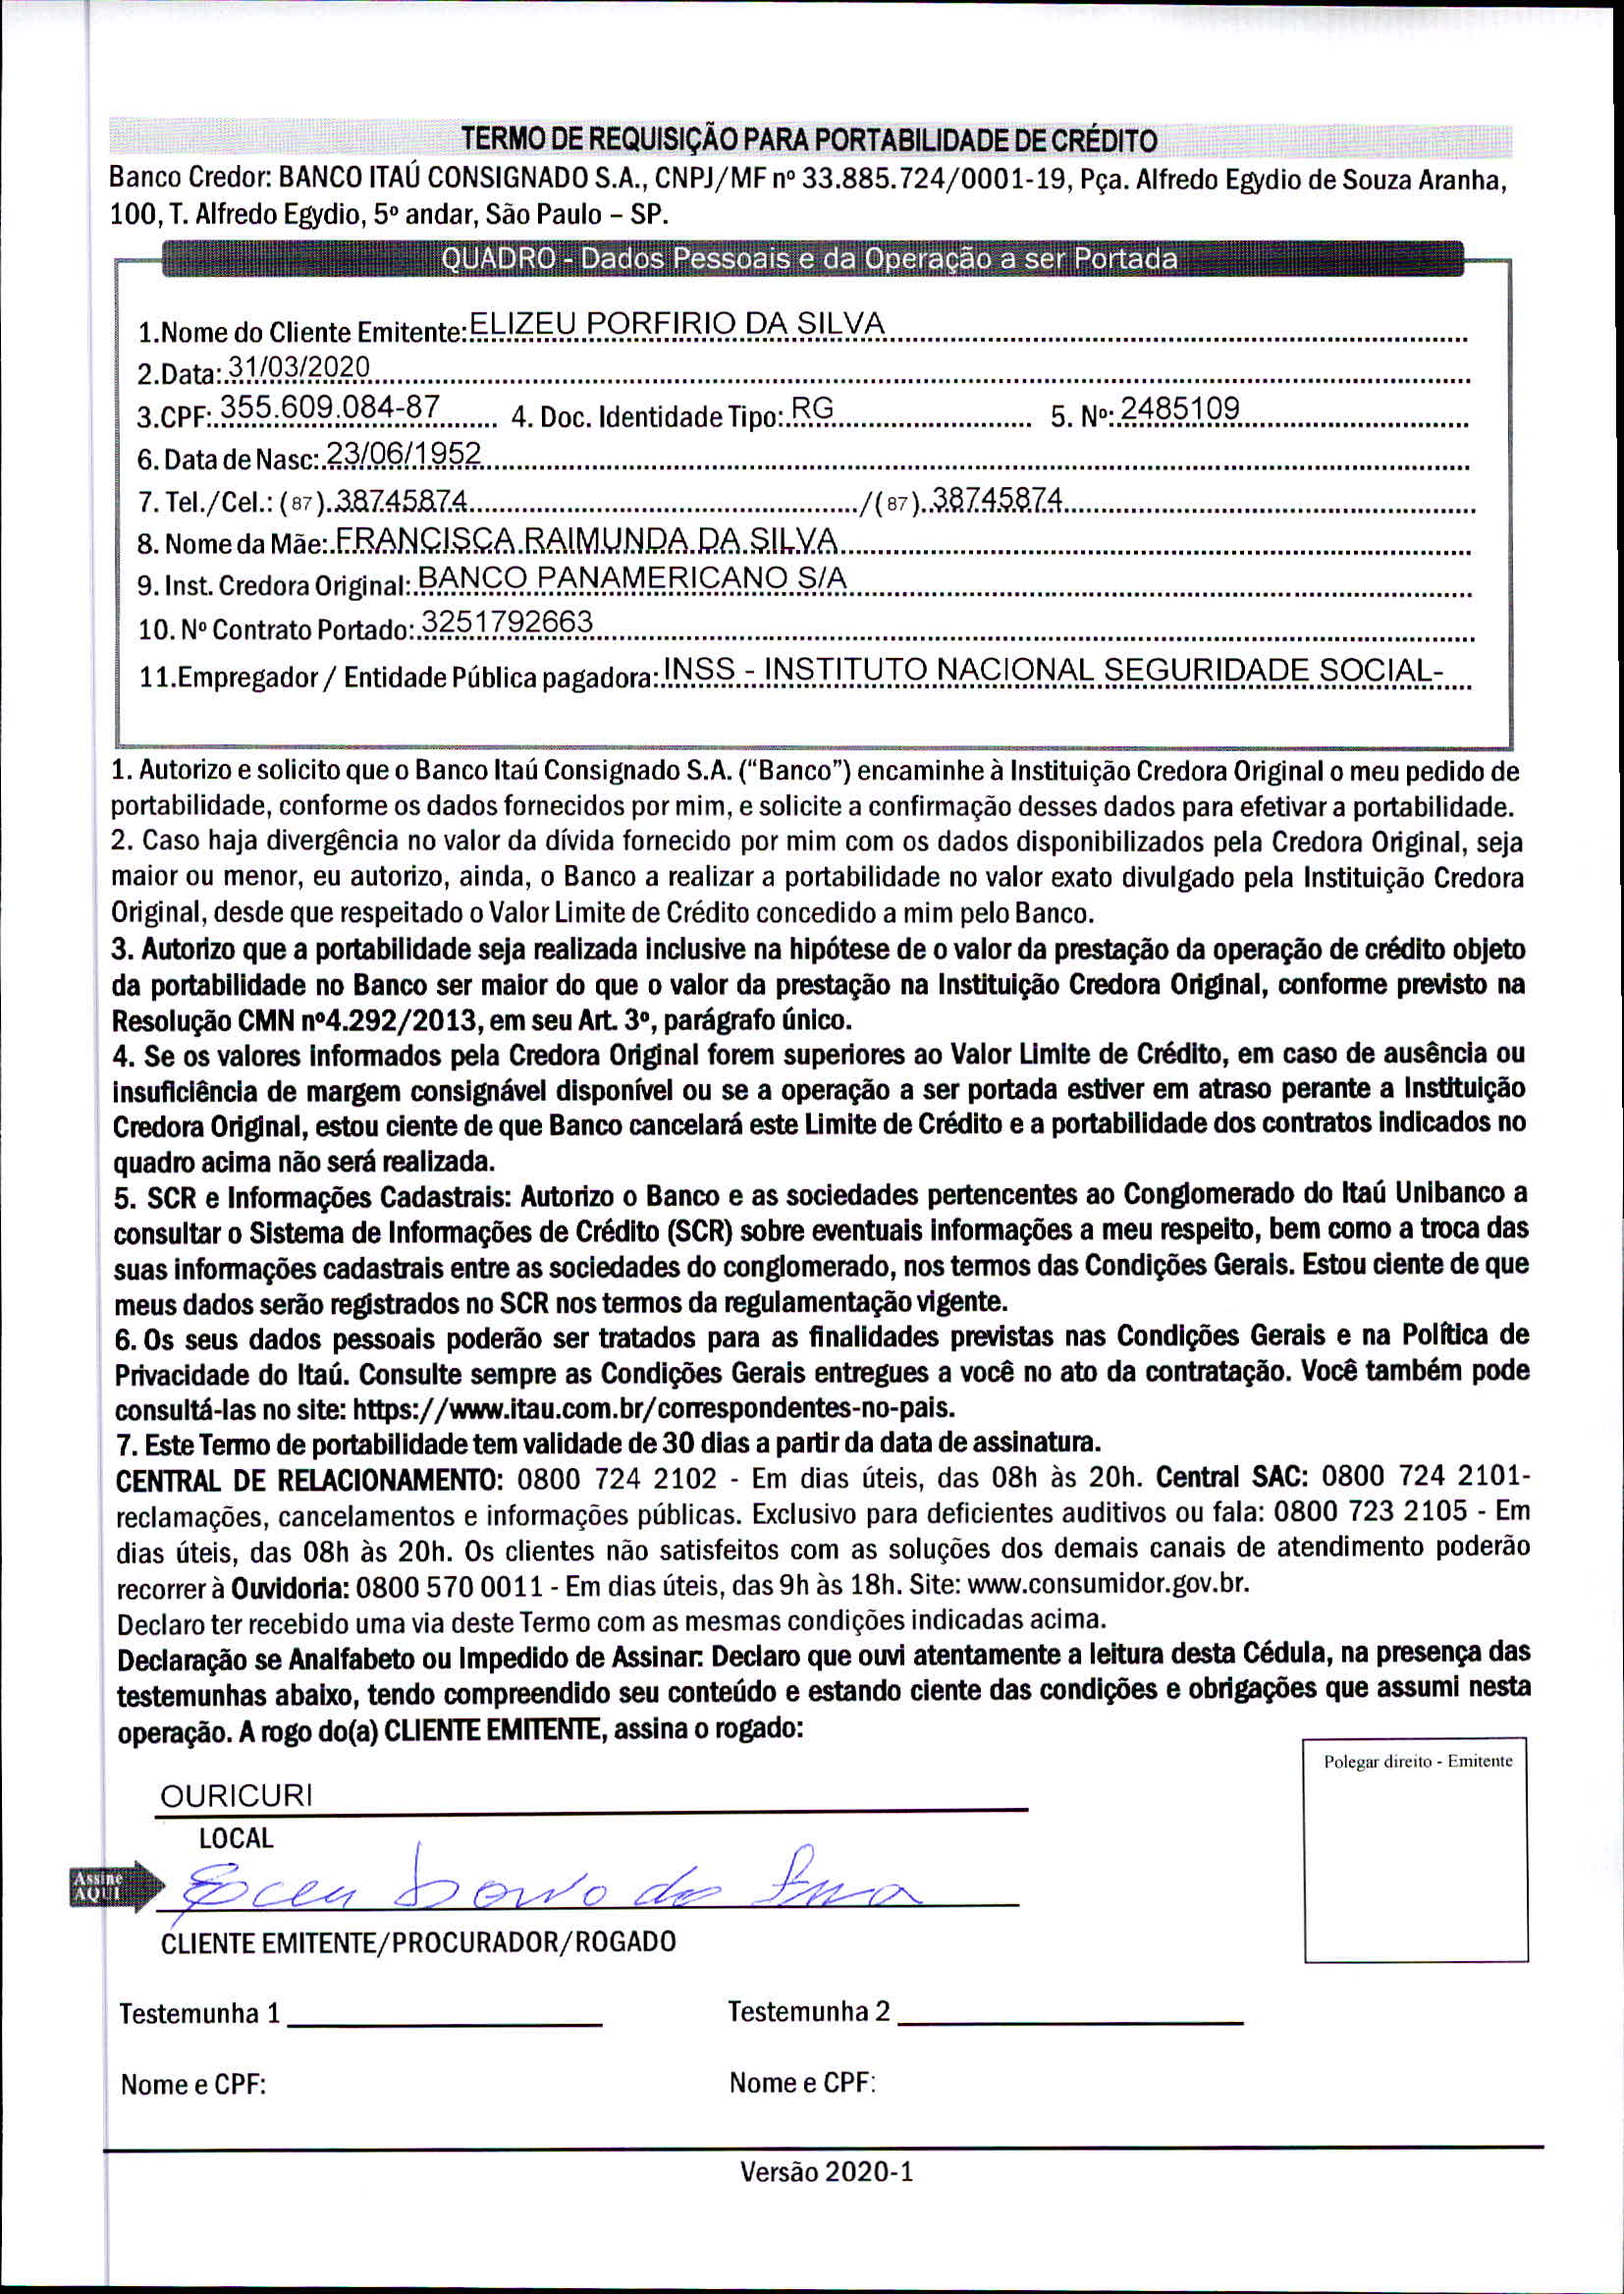 TERMO DE REQUISIÇÃO PARA PORTABILIDADE DE CRÉDITO
Banco Credor: BANCO ITAÚ CONSIGNADO S.A., CNPJ/MF nº 33.885.724/0001-19, Pça. Alfredo Egydio de Souza Aranha,
100, T. Alfredo Egydio, 5º andar, São Paulo – SP.
QUADRO - Dados Pessoais e da Operação a ser Portada
1.Nome do Cliente Emitente: ELIZEU PORFIRIO DA SILVA
2.Data: 31/03/2020
3.CPF: 355.609.084-87 4. Doc. Identidade Tipo: RG 5. Nº: 2485109
6. Data de Nasc: 23/06/1952
7. Tel./Cel.: (87) 38745874 /(87) 38745874
8. Nome da Mãe: FRANCISCA RAIMUNDA DA SILVA
9. Inst. Credora Original: BANCO PANAMERICANO S/A
10. Nº Contrato Portado: 3251792663
11.Empregador / Entidade Pública pagadora: INSS - INSTITUTO NACIONAL SEGURIDADE SOCIAL-
1. Autorizo e solicito que o Banco Itaú Consignado S.A. (“Banco”) encaminhe à Instituição Credora Original o meu pedido de
portabilidade, conforme os dados fornecidos por mim, e solicite a confirmação desses dados para efetivar a portabilidade.
2. Caso haja divergência no valor da dívida fornecido por mim com os dados disponibilizados pela Credora Original, seja
maior ou menor, eu autorizo, ainda, o Banco a realizar a portabilidade no valor exato divulgado pela Instituição Credora
Original, desde que respeitado o Valor Limite de Crédito concedido a mim pelo Banco.
3. Autorizo que a portabilidade seja realizada inclusive na hipótese de o valor da prestação da operação de crédito objeto
da portabilidade no Banco ser maior do que o valor da prestação na Instituição Credora Original, conforme previsto na
Resolução CMN nº4.292/2013, em seu Art. 3º, parágrafo único.
4. Se os valores informados pela Credora Original forem superiores ao Valor Limite de Crédito, em caso de ausência ou
insuficiência de margem consignável disponível ou se a operação a ser portada estiver em atraso perante a Instituição
Credora Original, estou ciente de que Banco cancelará este Limite de Crédito e a portabilidade dos contratos indicados no
quadro acima não será realizada.
5. SCR e Informações Cadastrais: Autorizo o Banco e as sociedades pertencentes ao Conglomerado do Itaú Unibanco a
consultar o Sistema de Informações de Crédito (SCR) sobre eventuais informações a meu respeito, bem como a troca das
suas informações cadastrais entre as sociedades do conglomerado, nos termos das Condições Gerais. Estou ciente de que
meus dados serão registrados no SCR nos termos da regulamentação vigente.
6. Os seus dados pessoais poderão ser tratados para as finalidades previstas nas Condições Gerais e na Política de
Privacidade do Itaú. Consulte sempre as Condições Gerais entregues a você no ato da contratação. Você também pode
consultá-las no site: https://www.itau.com.br/correspondentes-no-pais.
7. Este Termo de portabilidade tem validade de 30 dias a partir da data de assinatura.
CENTRAL DE RELACIONAMENTO: 0800 724 2102 - Em dias úteis, das 08h às 20h. Central SAC: 0800 724 2101-
reclamações, cancelamentos e informações públicas. Exclusivo para deficientes auditivos ou fala: 0800 723 2105 - Em
dias úteis, das 08h às 20h. Os clientes não satisfeitos com as soluções dos demais canais de atendimento poderão
recorrer à Ouvidoria: 0800 570 0011 - Em dias úteis, das 9h às 18h. Site: www.consumidor.gov.br.
Declaro ter recebido uma via deste Termo com as mesmas condições indicadas acima.
Declaração se Analfabeto ou Impedido de Assinar: Declaro que ouvi atentamente a leitura desta Cédula, na presença das
testemunhas abaixo, tendo compreendido seu conteúdo e estando ciente das condições e obrigações que assumi nesta
operação. A rogo do(a) CLIENTE EMITENTE, assina o rogado:
Polegar direito - Emitente
OURICURI
LOCAL
Assine
AQUI
CLIENTE EMITENTE/PROCURADOR/ROGADO
Testemunha 1 Testemunha 2
Nome e CPF: Nome e CPF:
Versão 2020-1